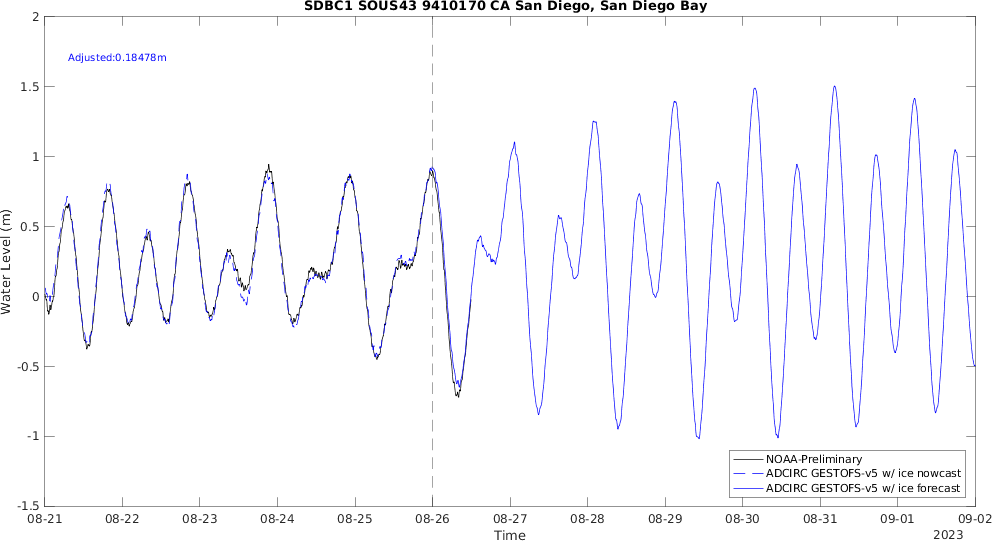 SDBC1 SOUS43 9410170 CA San Diego, San Diego Bay
Adjusted:0.18478m
2
1.5
1
0.5
0
-0.5
-1
-1.5
Water Level (m)
NOAA-Preliminary
ADCIRC GESTOFS-v5 w/ ice nowcast
ADCIRC GESTOFS-v5 w/ ice forecast
08-21 08-22 08-23 08-24 08-25 08-26 08-27 08-28 08-29 08-30 08-31 09-01 09-02
Time
2023